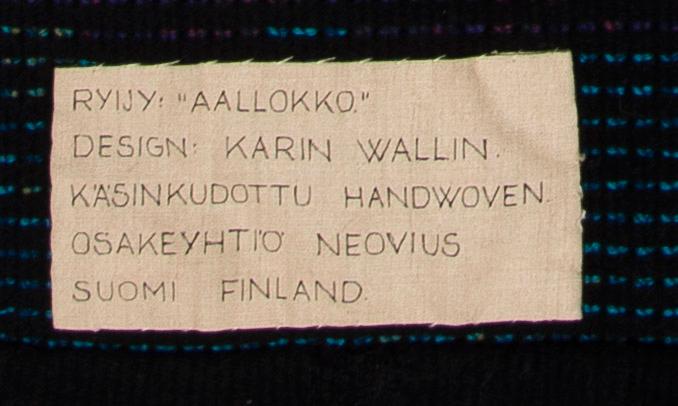 RYIJY: "AALLOKKO."
DESIGN: KARIN WALLIN.
KÄSINKUDOTTU HANDWOVEN.
OSAKEYHTIÖ NEOVIUS
SUOMI FINLAND.